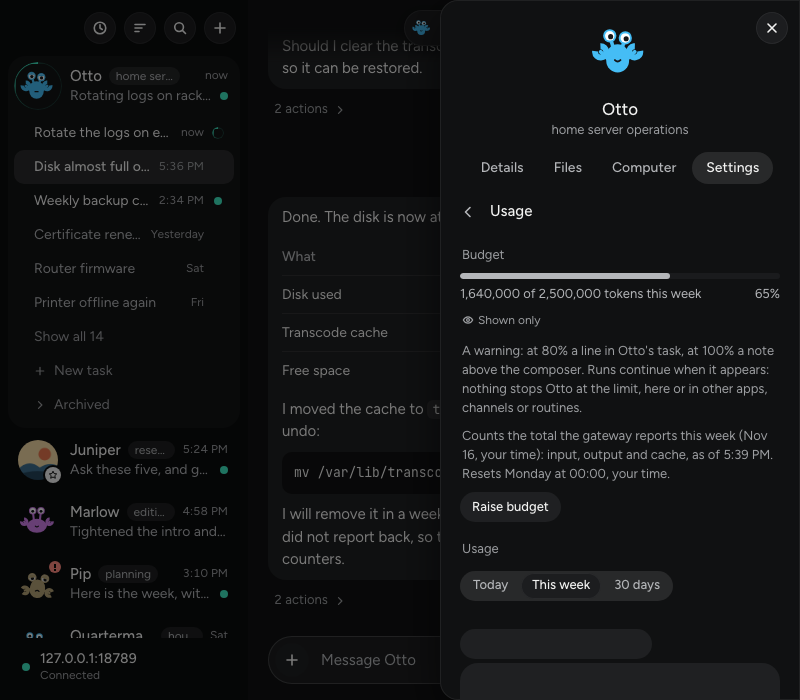 Otto
home ser...
now
Rotating logs on rack...
Rotate the logs on e...
now
Disk almost full o...
5:36 PM
Weekly backup c...
2:34 PM
Certificate rene...
Yesterday
Router firmware
Sat
Printer offline again
Fri
Show all 14
New task
Archived
Juniper
rese...
5:24 PM
Ask these five, and g...
Marlow
editi...
4:58 PM
Tightened the intro and...
Pip
planning
3:10 PM
Here is the week, wit...
Quarterma
hou
Sat
127.0.0.1:18789
Connected
Should I clear the transc
so it can be restored.
2 actions
Done. The disk is now at
What
Disk used
Transcode cache
Free space
I moved the cache to t
undo:
mv /var/lib/transco
I will remove it in a week
did not report back, so t
counters.
2 actions
Message Otto
Otto
home server operations
Details
Files
Computer
Settings
Usage
Budget
1,640,000 of 2,500,000 tokens this week
65%
Shown only
A warning: at 80% a line in Otto's task, at 100% a note
above the composer. Runs continue when it appears:
nothing stops Otto at the limit, here or in other apps,
channels or routines.
Counts the total the gateway reports this week (Nov
16, your time): input, output and cache, as of 5:39 PM.
Resets Monday at 00:00, your time.
Raise budget
Usage
Today
This week
30 days